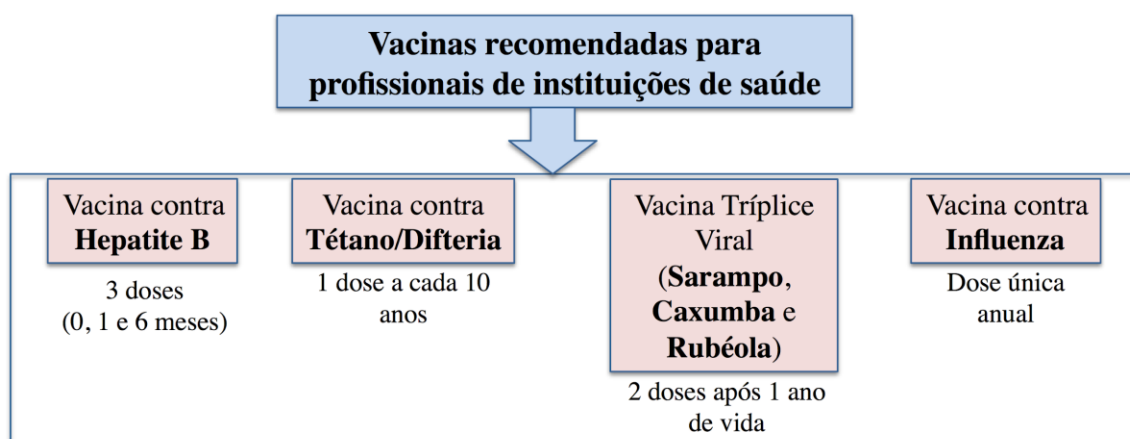 Vacinas recomendadas para
profissionais de instituições de saúde
Vacina contra
Hepatite B
3 doses
(0, 1 e 6 meses)
Vacina contra
Tétano/Difteria
1 dose a cada 10
anos
Vacina Tríplice
Viral
(Sarampo,
Caxumba e
Rubéola)
2 doses após 1 ano
de vida
Vacina contra
Influenza
Dose única
anual